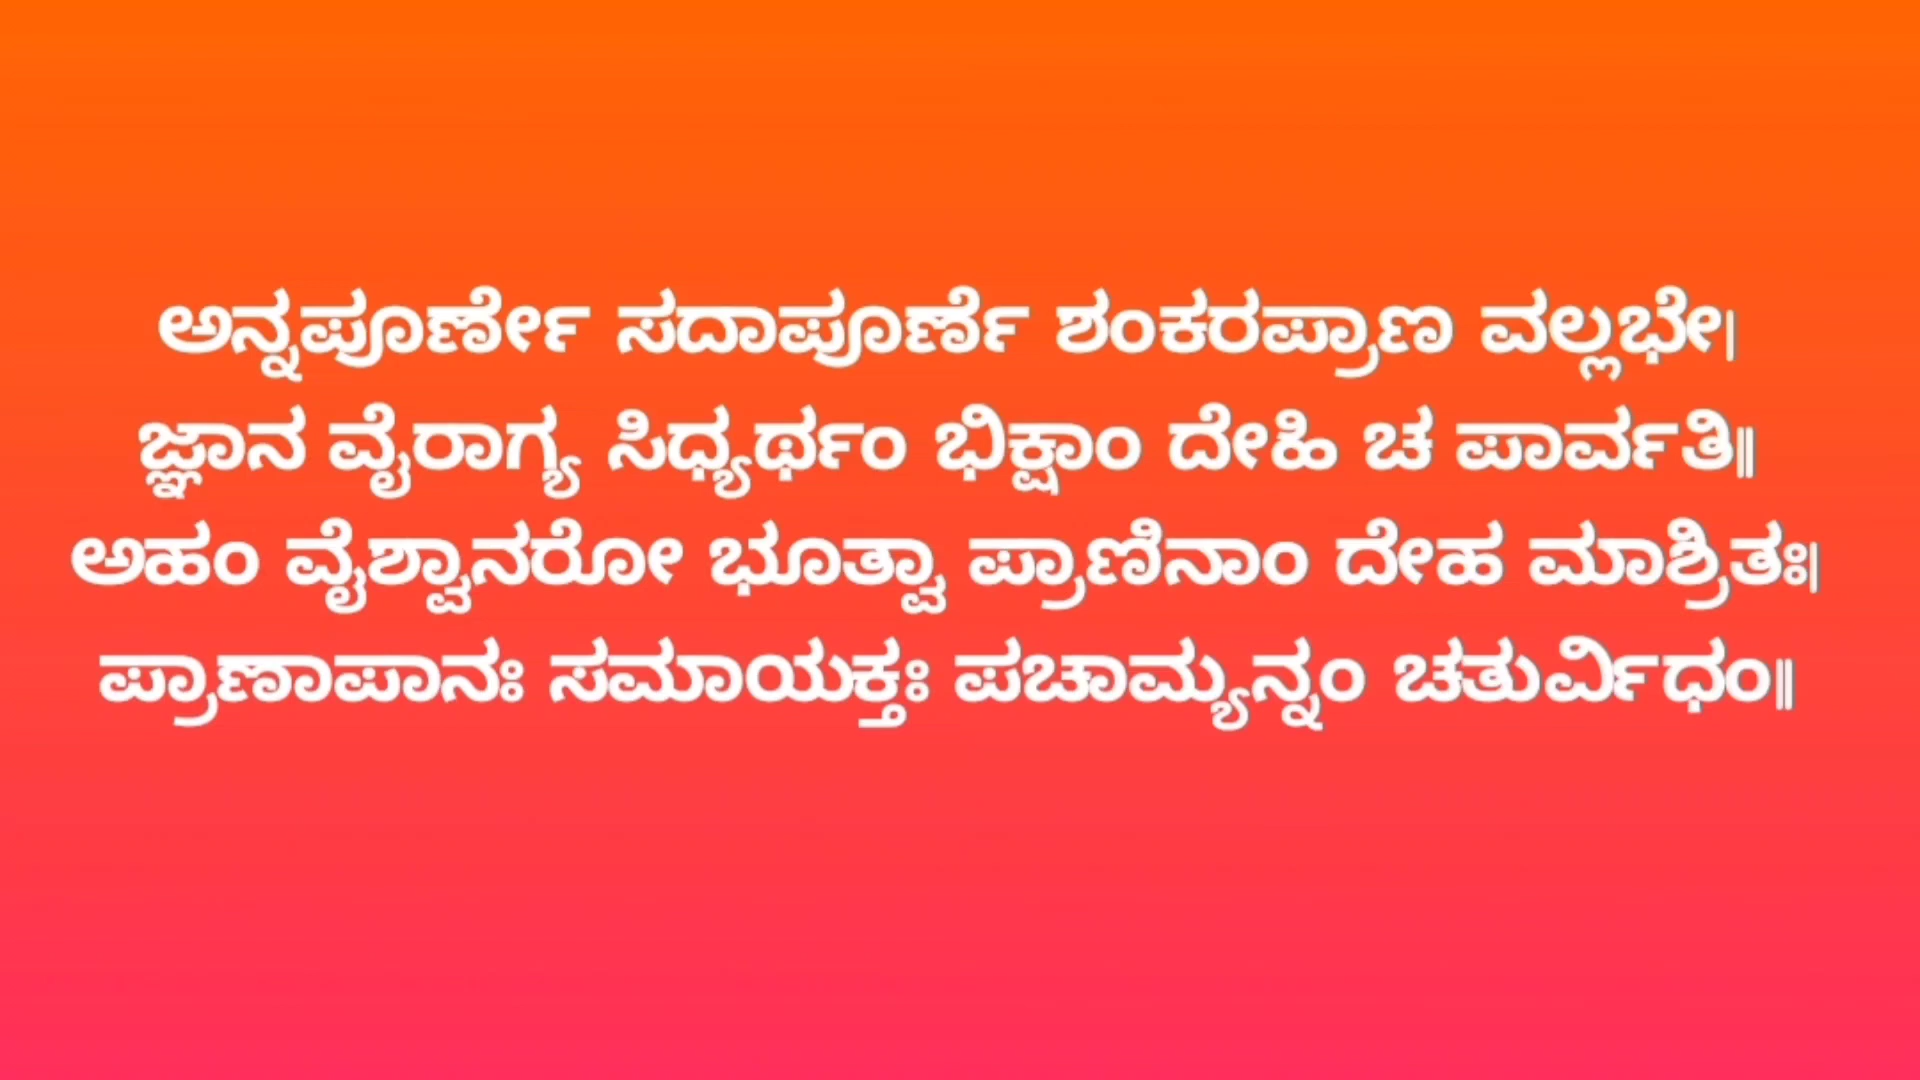 ಅನ್ನಪೂರ್ಣೇ ಸದಾಪೂರ್ಣೆ ಶಂಕರಪ್ರಾಣ ವಲ್ಲಭೇ|
ಜ್ಞಾನ ವೈರಾಗ್ಯ ಸಿಧ್ಯರ್ಥಂ ಭಿಕ್ಷಾಂ ದೇಹಿ ಚ ಪಾರ್ವತಿ||
ಅಹಂ ವೈಶ್ವಾನರೋ ಭೂತ್ವಾ ಪ್ರಾಣಿನಾಂ ದೇಹ ಮಾಶ್ರಿತಃ|
ಪ್ರಾಣಾಪಾನಃ ಸಮಾಯಕ್ತಃ ಪಚಾಮ್ಯನ್ನಂ ಚತುರ್ವಿಧಂ||